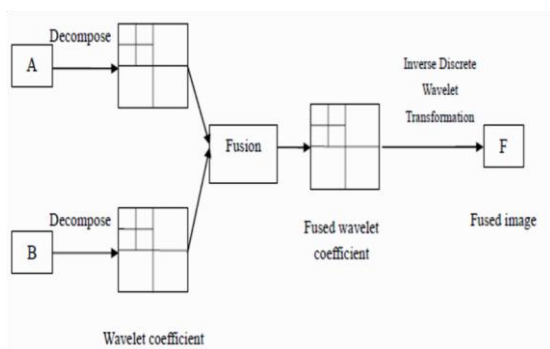 Decompose
A
Fusion
Inverse Discrete
Wavelet
Transformation
F
Decompose
B
Fused wavelet
coefficient
Fused image
Wavelet coefficient